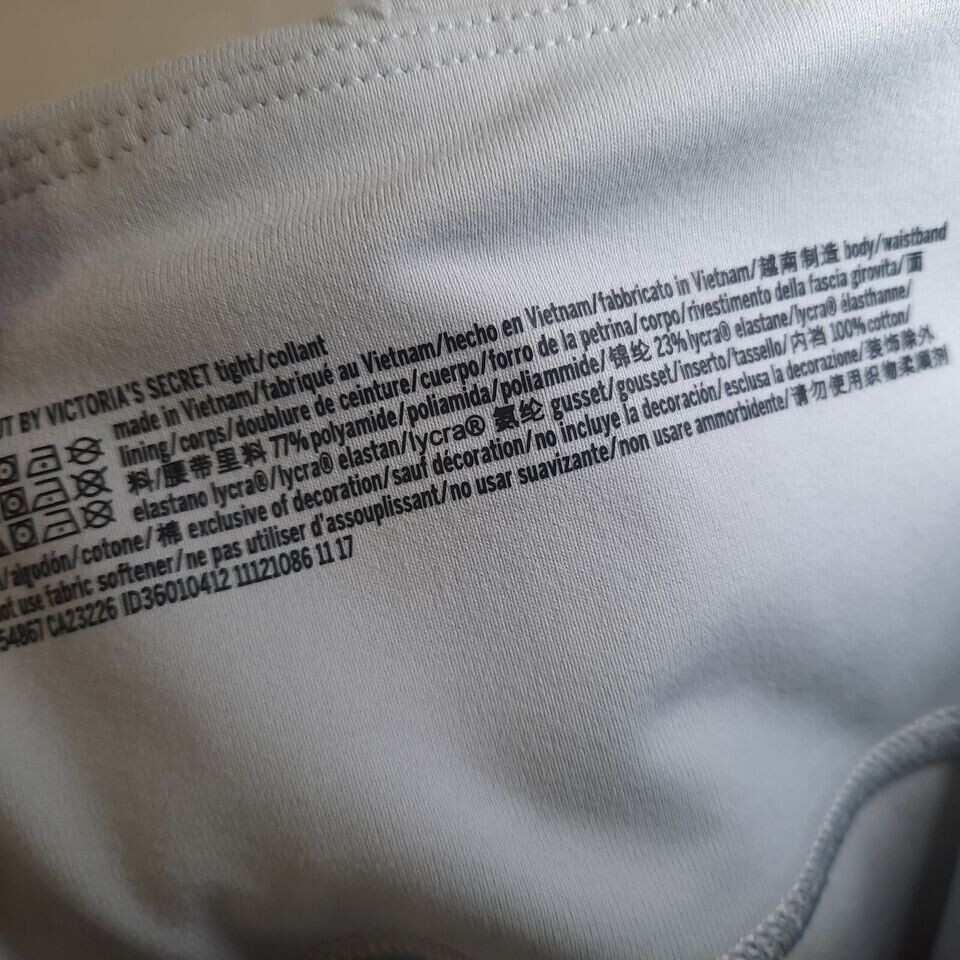 BY VICTORIA'S SECRET tight/collant
made in Vietnam/fabriqué au Vietnam/hecho en Vietnam/fabbricato in Vietnam/越南制造 body/waistband
lining/corps/doublure de ceinture/cuerpo/forro de la petrina/corpo/rivestimento della fascia girovita/面
料/腰带里料 77% polyamide/poliamida/poliammide/锦纶 23% lycra® elastane/lycra® élasthanne/
elastano lycra®/lycra® elastan/lycra® 氨纶 gusset/gousset/inserto/tassello/内裆 100% cotton/
/algodón/cotone/棉 exclusive of decoration/sauf décoration/no incluye la decoración/esclusa la decorazione/装饰除外
not use fabric softener/ne pas utiliser d'assouplissant/no usar suavizante/non usare ammorbidente/请勿使用织物柔顺剂
54867 CA23226 ID36010412 11121086 11 17